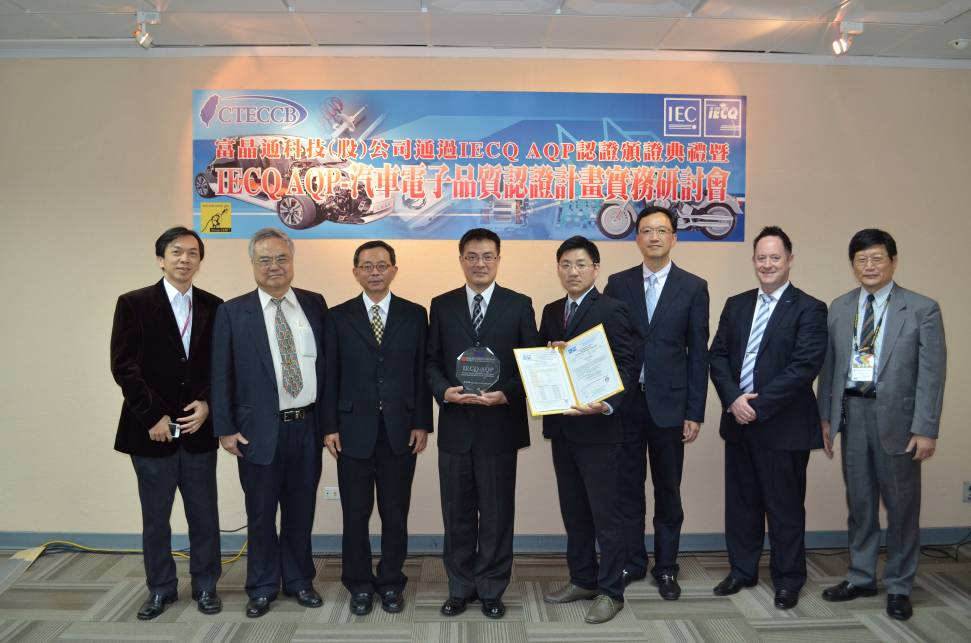 CTECCB
IEC
IECQ
富品通科技(股)公司通過IECQ AQP認證頒證典禮暨
IECQ AQP-汽車電子品質認證計畫實務研討會
IECQ AQP